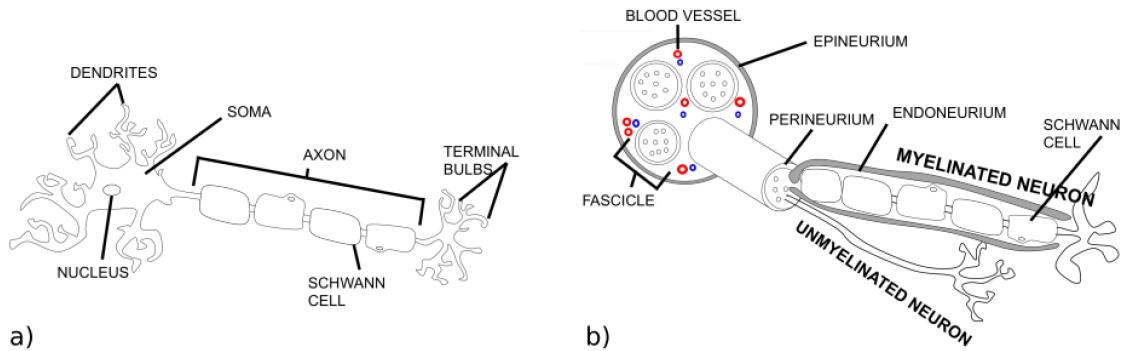 DENDRITES
SOMA
AXON
TERMINAL
BULBS
NUCLEUS
SCHWANN
CELL
a)
BLOOD VESSEL
EPINEURIUM
PERINEURIUM
ENDONEURIUM
SCHWANN
CELL
MYELINATED NEURON
FASCICLE
UNMYELINATED NEURON
b)